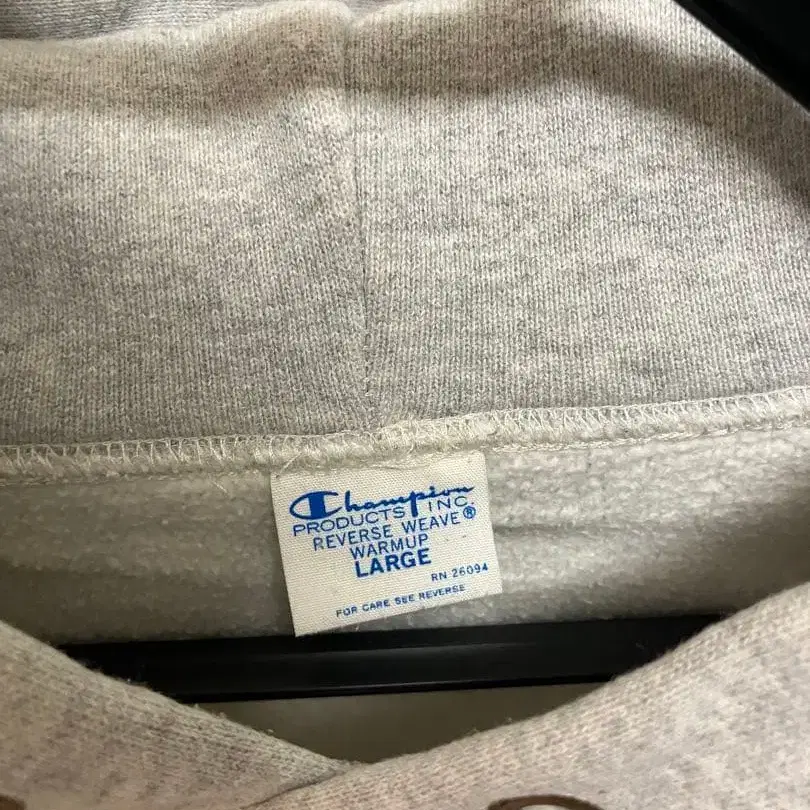 Champion
PRODUCTS INC.
REVERSE WEAVE®
WARMUP
LARGE
RN 26094
FOR CARE SEE REVERSE